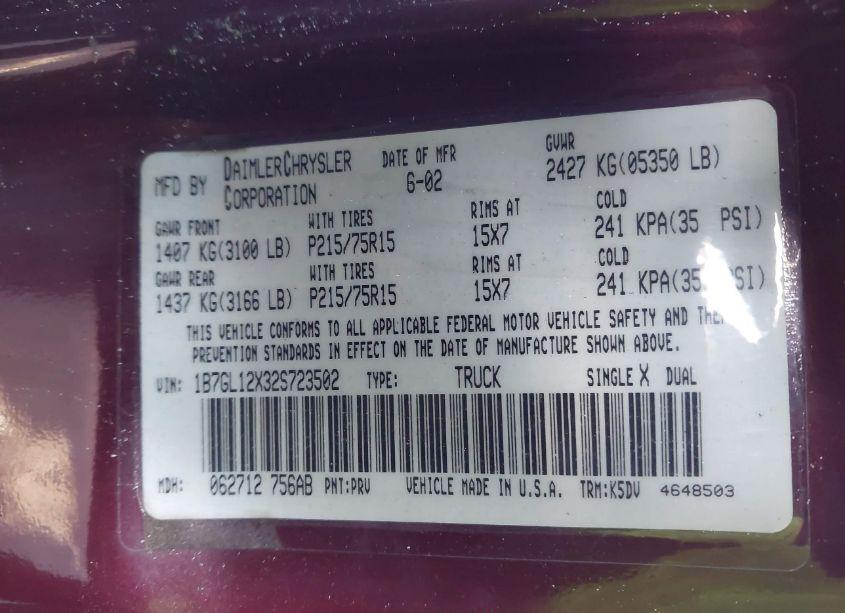 MFD BY DAIMLERCHRYSLER CORPORATION DATE OF MFR 6-02 GVWR 2427 KG(05350 LB)
GAWR FRONT WITH TIRES RIMS AT COLD
1407 KG(3100 LB) P215/75R15 15X7 241 KPA(35 PSI)
GAWR REAR WITH TIRES RIMS AT COLD
1437 KG(3166 LB) P215/75R15 15X7 241 KPA(35 PSI)
THIS VEHICLE CONFORMS TO ALL APPLICABLE FEDERAL MOTOR VEHICLE SAFETY AND
PREVENTION STANDARDS IN EFFECT ON THE DATE OF MANUFACTURE SHOWN ABOVE.
VIN: 1B7GL12X32S723502 TYPE: TRUCK SINGLE X DUAL
MDH: 062712 756AB PNT:PRV VEHICLE MADE IN U.S.A. TRM:K5DV 4648503